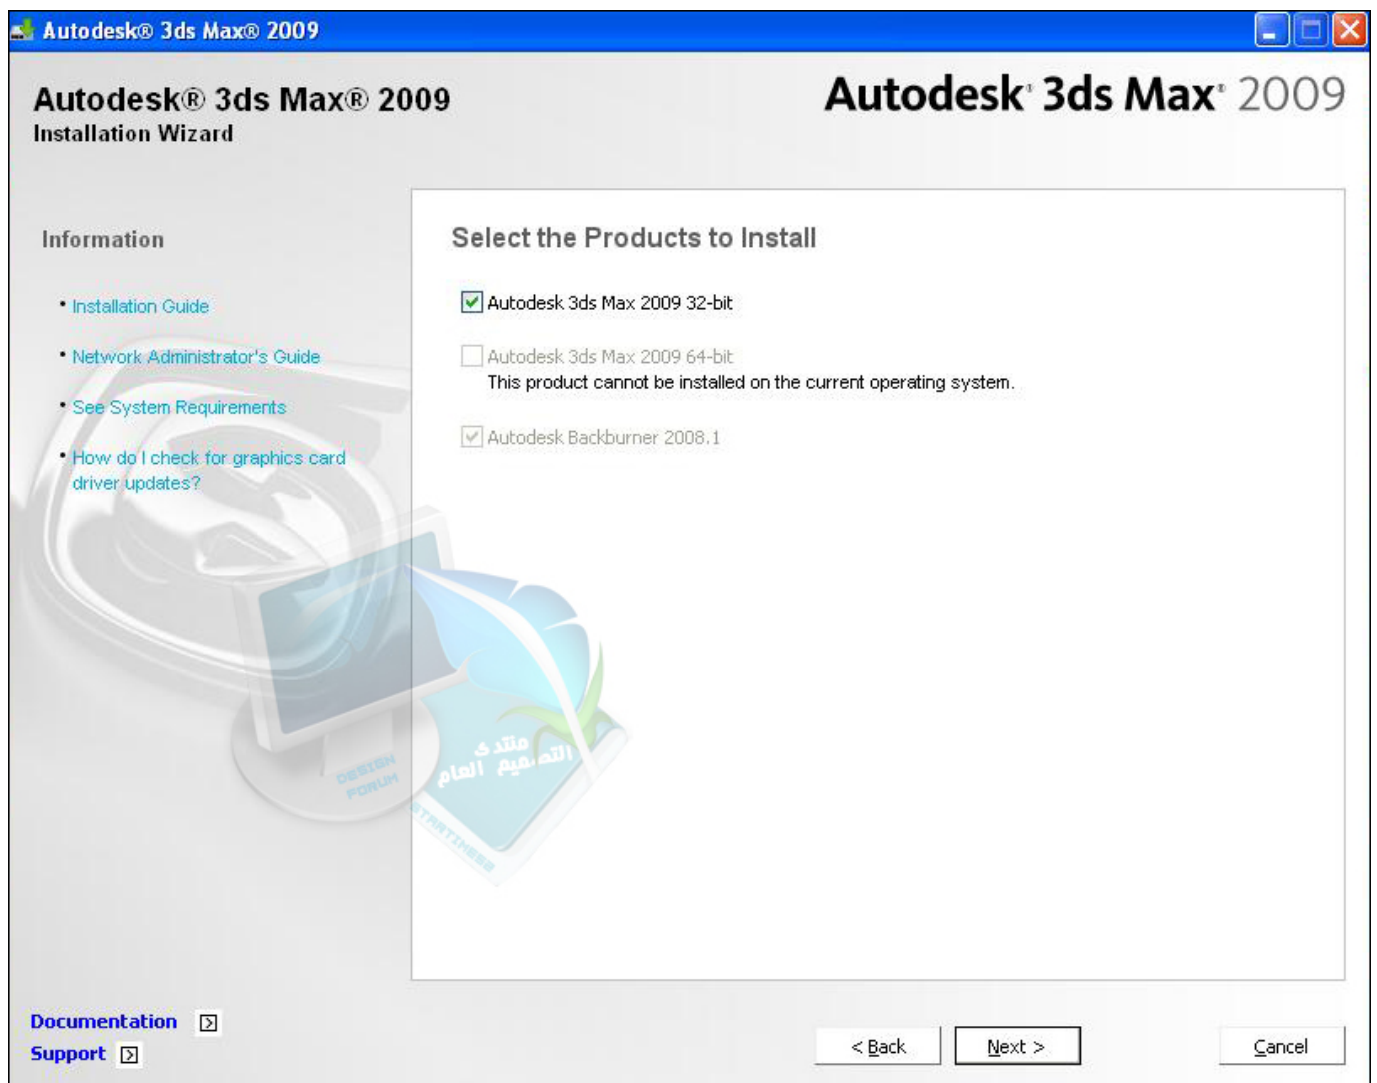 Autodesk® 3ds Max® 2009
Autodesk® 3ds Max® 2009
Installation Wizard
Autodesk® 3ds Max® 2009
Information
• Installation Guide
• Network Administrator's Guide
• See System Requirements
• How do I check for graphics card
driver updates?
Select the Products to Install
Autodesk 3ds Max 2009 32-bit
Autodesk 3ds Max 2009 64-bit
This product cannot be installed on the current operating system.
Autodesk Backburner 2008.1
منتدى
التصميم العام
DESIGN
FORUM
STARTIMES2
Documentation
Support
< Back
Next >
Cancel